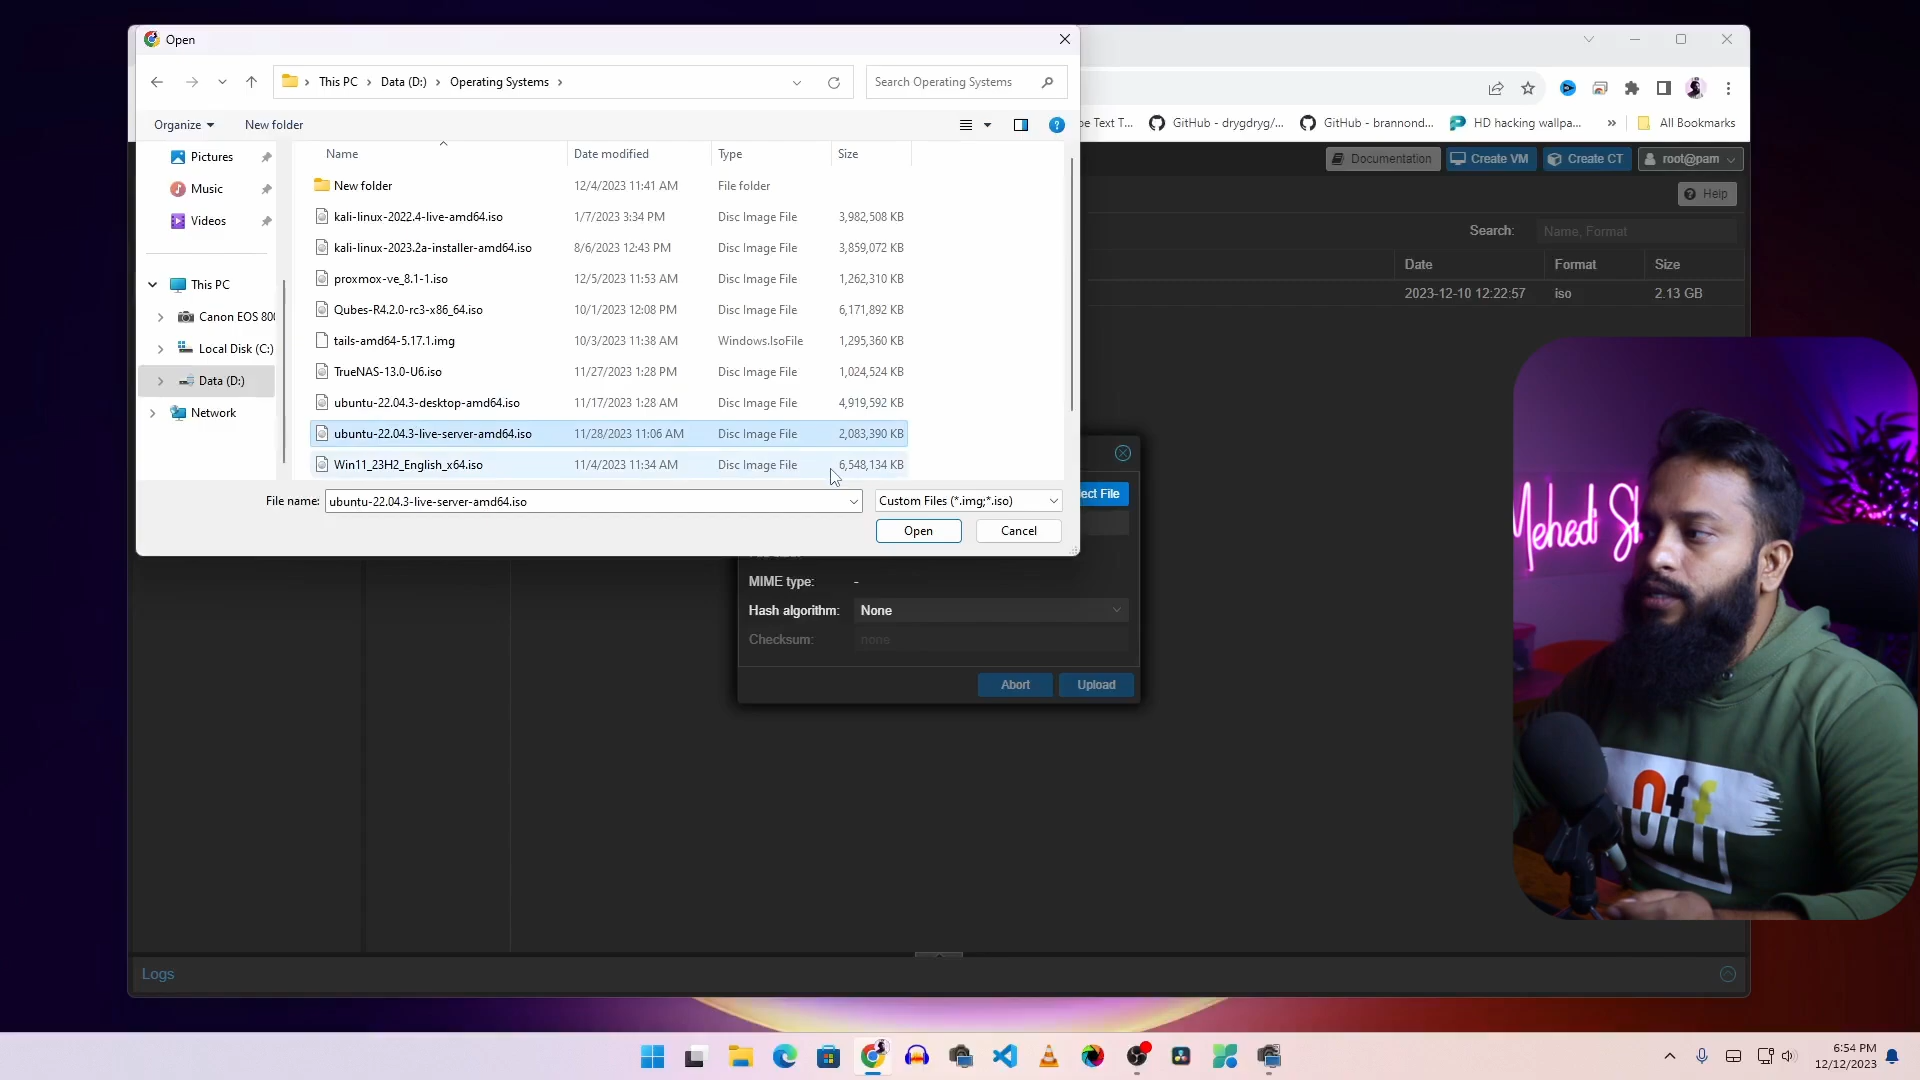 Open
This PC > Data (D:) > Operating Systems >
Search Operating Systems
Organize
New folder
Pictures
Music
Videos
This PC
Canon EOS 80
Local Disk (C:)
Data (D:)
Network
Name Date modified Type Size
New folder 12/4/2023 11:41 AM File folder
kali-linux-2022.4-live-amd64.iso 1/7/2023 3:34 PM Disc Image File 3,982,508 KB
kali-linux-2023.2a-installer-amd64.iso 8/6/2023 12:43 PM Disc Image File 3,859,072 KB
proxmox-ve_8.1-1.iso 12/5/2023 11:53 AM Disc Image File 1,262,310 KB
Qubes-R4.2.0-rc3-x86_64.iso 10/1/2023 12:08 PM Disc Image File 6,171,892 KB
tails-amd64-5.17.1.img 10/3/2023 11:38 AM Windows.IsoFile 1,295,360 KB
TrueNAS-13.0-U6.iso 11/27/2023 1:28 PM Disc Image File 1,024,524 KB
ubuntu-22.04.3-desktop-amd64.iso 11/17/2023 1:28 AM Disc Image File 4,919,592 KB
ubuntu-22.04.3-live-server-amd64.iso 11/28/2023 11:06 AM Disc Image File 2,083,390 KB
Win11_23H2_English_x64.iso 11/4/2023 11:34 AM Disc Image File 6,548,134 KB
File name: ubuntu-22.04.3-live-server-amd64.iso
Custom Files (*.img;*.iso)
Open
Cancel
pe Text T...
GitHub - drygdryg/...
GitHub - brannond...
HD hacking wallpa...
»
All Bookmarks
Documentation
Create VM
Create CT
root@pam
Help
Search: Name, Format
Date Format Size
2023-12-10 12:22:57 iso 2.13 GB
ect File
MIME type: -
Hash algorithm: None
Checksum: none
Abort
Upload
Mehedi Sh
Off
Logs
6:54 PM
12/12/2023